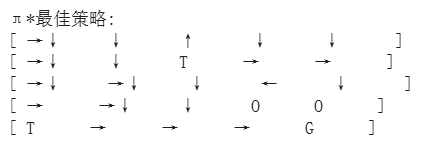 π*最佳策略:
[ →↓ ↓ ↑ ↓ ↓ ]
[ →↓ ↓ T → → ]
[ →↓ →↓ ↓ ← ↓ ]
[ → →↓ ↓ O O ]
[ T → → → G ]